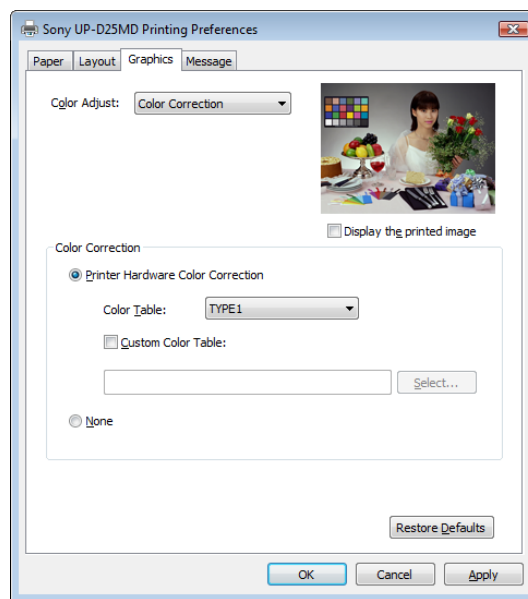 Sony UP-D25MD Printing Preferences
Paper Layout Graphics Message
Color Adjust: Color Correction
Display the printed image
Color Correction
Printer Hardware Color Correction
Color Table: TYPE1
Custom Color Table:
Select...
None
Restore Defaults
OK Cancel Apply